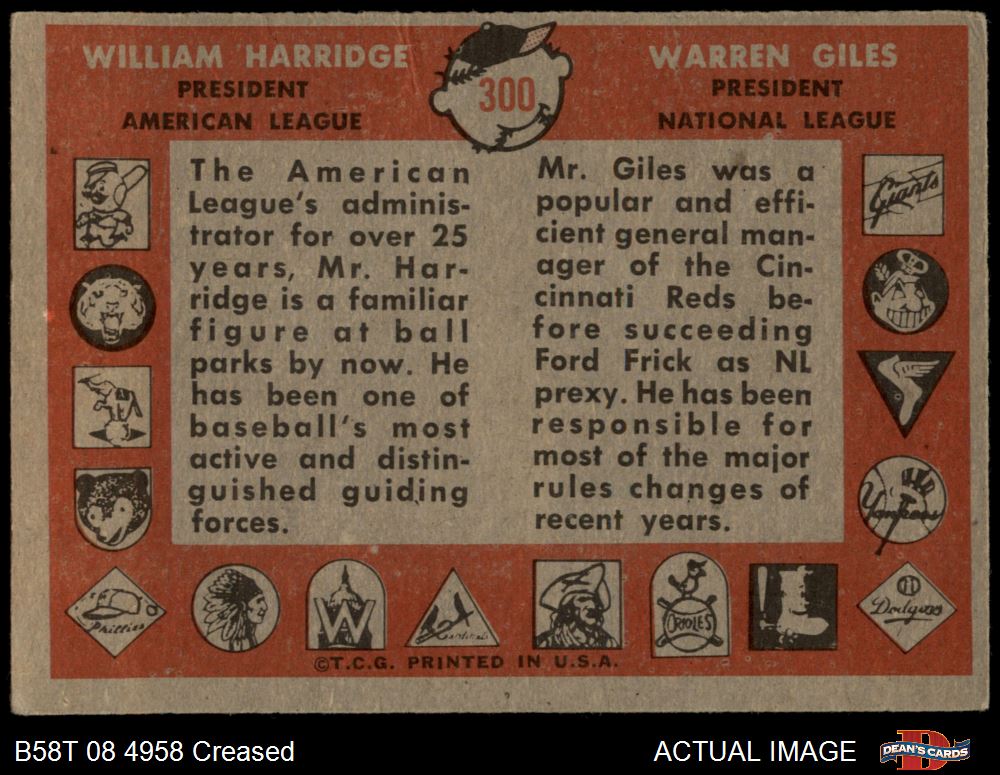 WILLIAM HARRIDGE
PRESIDENT
AMERICAN LEAGUE
300
WARREN GILES
PRESIDENT
NATIONAL LEAGUE
The American
League's adminis-
trator for over 25
years, Mr. Har-
ridge is a familiar
figure at ball
parks by now. He
has been one of
baseball's most
active and distin-
guished guiding
forces.
Mr. Giles was a
popular and effi-
cient general man-
ager of the Cin-
cinnati Reds be-
fore succeeding
Ford Frick as NL
prexy. He has been
responsible for
most of the major
rules changes of
recent years.
Giants
Yankees
Phillies
W
Cardinals
ORIOLES
Dodgers
©T.C.G. PRINTED IN U.S.A.
B58T 08 4958 Creased
ACTUAL IMAGE
DEAN'S CARDS